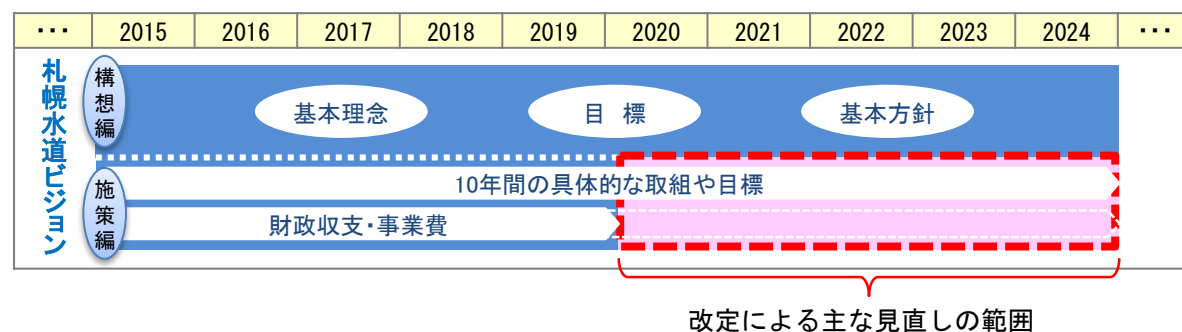 ･･･ 2015 2016 2017 2018 2019 2020 2021 2022 2023 2024 ･･･
札幌水道ビジョン
構想編
基本理念 目 標 基本方針
施策編
10年間の具体的な取組や目標
財政収支･事業費
改定による主な見直しの範囲